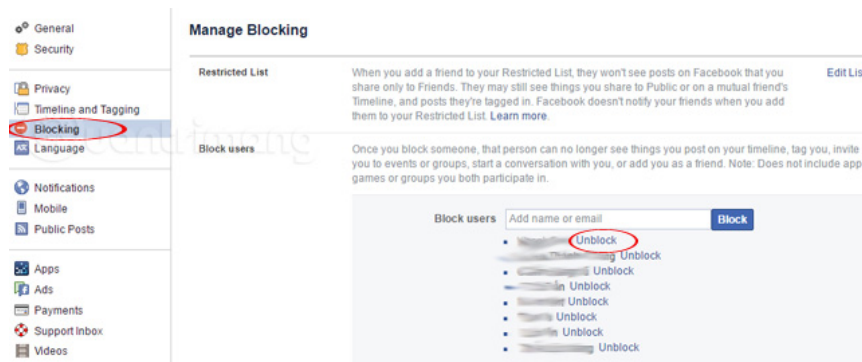 General
Security
Privacy
Timeline and Tagging
Blocking
Language
Notifications
Mobile
Public Posts
Apps
Ads
Payments
Support Inbox
Videos
Manage Blocking
Restricted List
When you add a friend to your Restricted List, they won't see posts on Facebook that you
share only to Friends. They may still see things you share to Public or on a mutual friend's
Timeline, and posts they're tagged in. Facebook doesn't notify your friends when you add
them to your Restricted List. Learn more.
Edit Lis
Block users
Once you block someone, that person can no longer see things you post on your timeline, tag you, invite
you to events or groups, start a conversation with you, or add you as a friend. Note: Does not include app
games or groups you both participate in.
Block users Add name or email Block
Unblock
Unblock
Unblock
Unblock
Unblock
Unblock
Unblock
Unblock